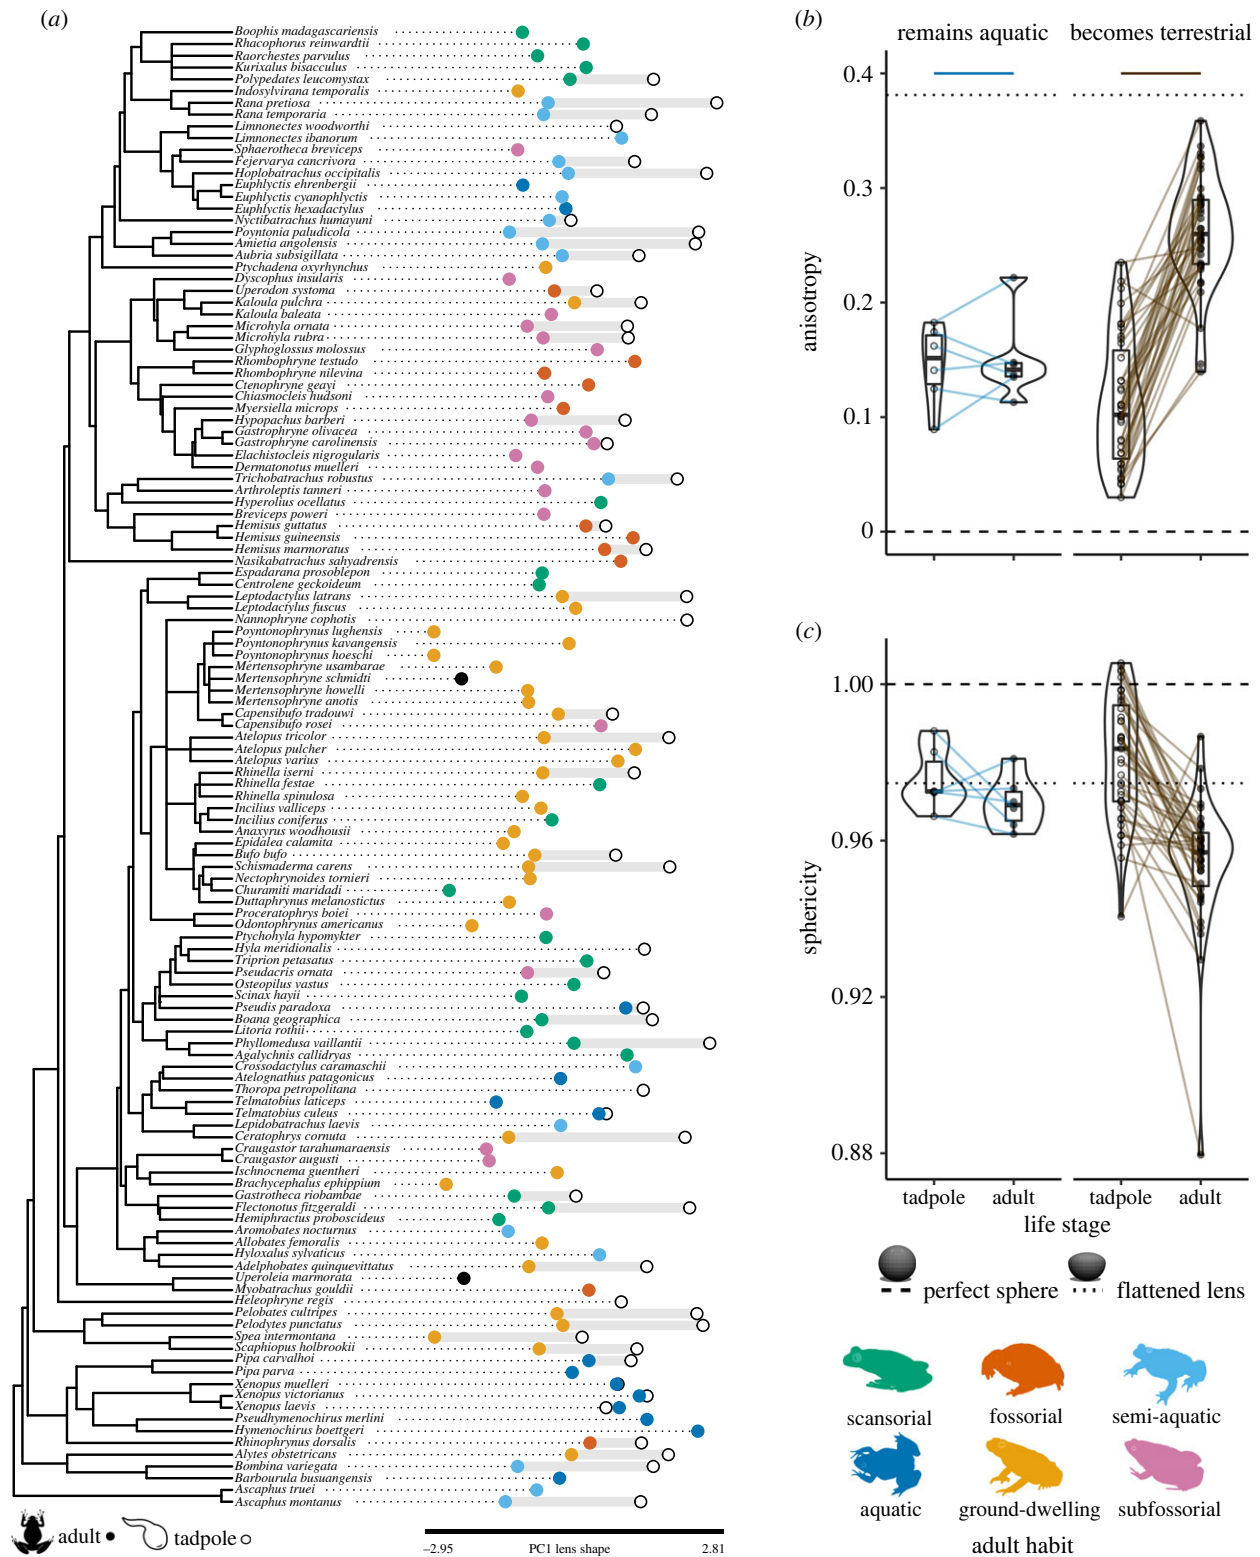 (a)
Boophis madagascariensis
Rhacophorus reinwardtii
Raorchestes parvulus
Kurixalus bisacculus
Polypedates leucomystax
Indosylvirana temporalis
Rana pretiosa
Rana temporaria
Limnonectes woodworthi
Limnonectes ibanorum
Sphaerotheca breviceps
Fejervarya cancrivora
Hoplobatrachus occipitalis
Euphlyctis ehrenbergii
Euphlyctis cyanophlyctis
Euphlyctis hexadactylus
Nyctibatrachus humayuni
Poyntonia paludicola
Amietia angolensis
Aubria subsigillata
Ptychadena oxyrhynchus
Dyscophus insularis
Uperodon systoma
Kaloula pulchra
Kaloula baleata
Microhyla ornata
Microhyla rubra
Glyphoglossus molossus
Rhombophryne testudo
Rhombophryne nilevina
Ctenophryne geayi
Chiasmocleis hudsoni
Myersiella microps
Hypopachus barberi
Gastrophryne olivacea
Gastrophryne carolinensis
Elachistocleis nigrogularis
Dermatonotus muelleri
Trichobatrachus robustus
Arthroleptis tanneri
Hyperolius ocellatus
Breviceps poweri
Hemisus guttatus
Hemisus guineensis
Hemisus marmoratus
Nasikabatrachus sahyadrensis
Espadarana prosoblepon
Centrolene geckoideum
Leptodactylus latrans
Leptodactylus fuscus
Nannophryne cophotis
Poyntonophrynus lughensis
Poyntonophrynus kavangensis
Poyntonophrynus hoeschi
Mertensophryne usambarae
Mertensophryne schmidti
Mertensophryne howelli
Mertensophryne anotis
Capensibufo tradouwi
Capensibufo rosei
Atelopus tricolor
Atelopus pulcher
Atelopus varius
Rhinella iserni
Rhinella festae
Rhinella spinulosa
Incilius valliceps
Incilius coniferus
Anaxyrus woodhousii
Epidalea calamita
Bufo bufo
Schismaderma carens
Nectophrynoides tornieri
Churamiti maridadi
Duttaphrynus melanostictus
Proceratophrys boiei
Odontophrynus americanus
Ptychohyla hypomykter
Hyla meridionalis
Triprion petasatus
Pseudacris ornata
Osteopilus vastus
Scinax hayii
Pseudis paradoxa
Boana geographica
Litoria rothii
Phyllomedusa vaillantii
Agalychnis callidryas
Crossodactylus caramaschii
Atelognathus patagonicus
Thoropa petropolitana
Telmatobius laticeps
Telmatobius culeus
Lepidobatrachus laevis
Ceratophrys cornuta
Craugastor tarahumaraensis
Craugastor augusti
Ischnocnema guentheri
Brachycephalus ephippium
Gastrotheca riobambae
Flectonotus fitzgeraldi
Hemiphractus proboscideus
Aromobates nocturnus
Allobates femoralis
Hyloxalus sylvaticus
Adelphobates quinquevittatus
Uperoleia marmorata
Myobatrachus gouldii
Heleophryne regis
Pelobates cultripes
Pelodytes punctatus
Spea intermontana
Scaphiopus holbrookii
Pipa carvalhoi
Pipa parva
Xenopus muelleri
Xenopus victorianus
Xenopus laevis
Pseudhymenochirus merlini
Hymenochirus boettgeri
Rhinophrynus dorsalis
Alytes obstetricans
Bombina variegata
Barbourula busuangensis
Ascaphus truei
Ascaphus montanus
adult
tadpole
−2.95
PC1 lens shape
2.81
(b)
remains aquatic
becomes terrestrial
0.4
0.3
0.2
0.1
0
anisotropy
(c)
1.00
0.96
0.92
0.88
sphericity
tadpole
adult
tadpole
adult
life stage
perfect sphere
flattened lens
scansorial
fossorial
semi-aquatic
aquatic
ground-dwelling
subfossorial
adult habit